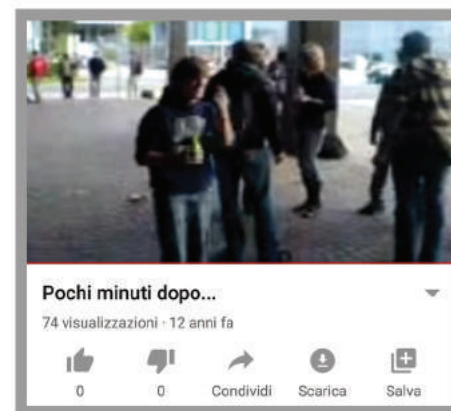 Pochi minuti dopo...
74 visualizzazioni · 12 anni fa
0 0 Condividi Scarica Salva